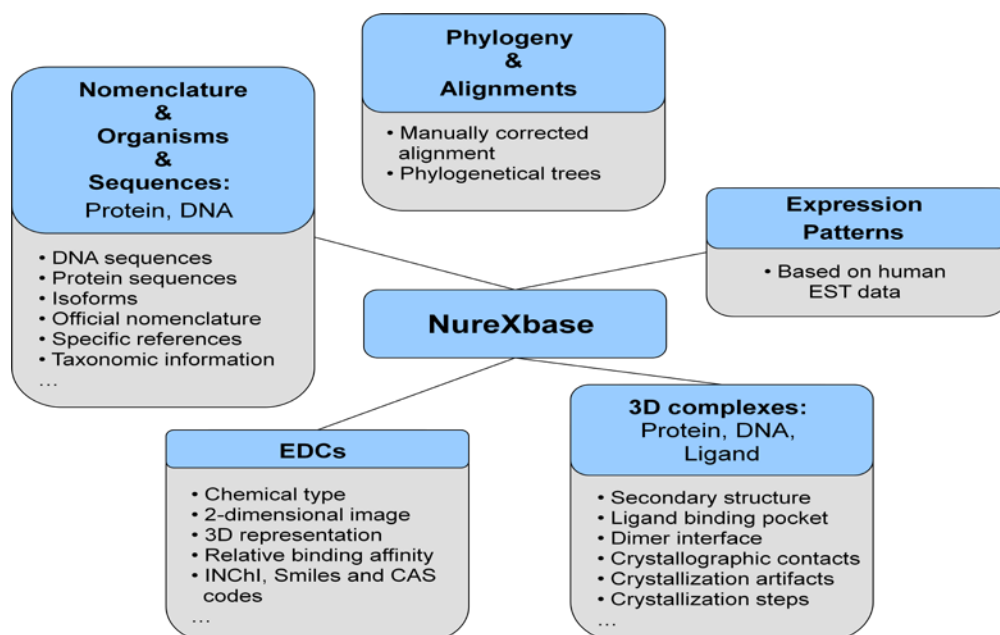 Phylogeny
&
Alignments
• Manually corrected
alignment
• Phylogenetical trees
Nomenclature
&
Organisms
&
Sequences:
Protein, DNA
• DNA sequences
• Protein sequences
• Isoforms
• Official nomenclature
• Specific references
• Taxonomic information
...
Expression
Patterns
• Based on human
EST data
NureXbase
EDCs
• Chemical type
• 2-dimensional image
• 3D representation
• Relative binding affinity
• INChI, Smiles and CAS
codes
...
3D complexes:
Protein, DNA,
Ligand
• Secondary structure
• Ligand binding pocket
• Dimer interface
• Crystallographic contacts
• Crystallization artifacts
• Crystallization steps
...